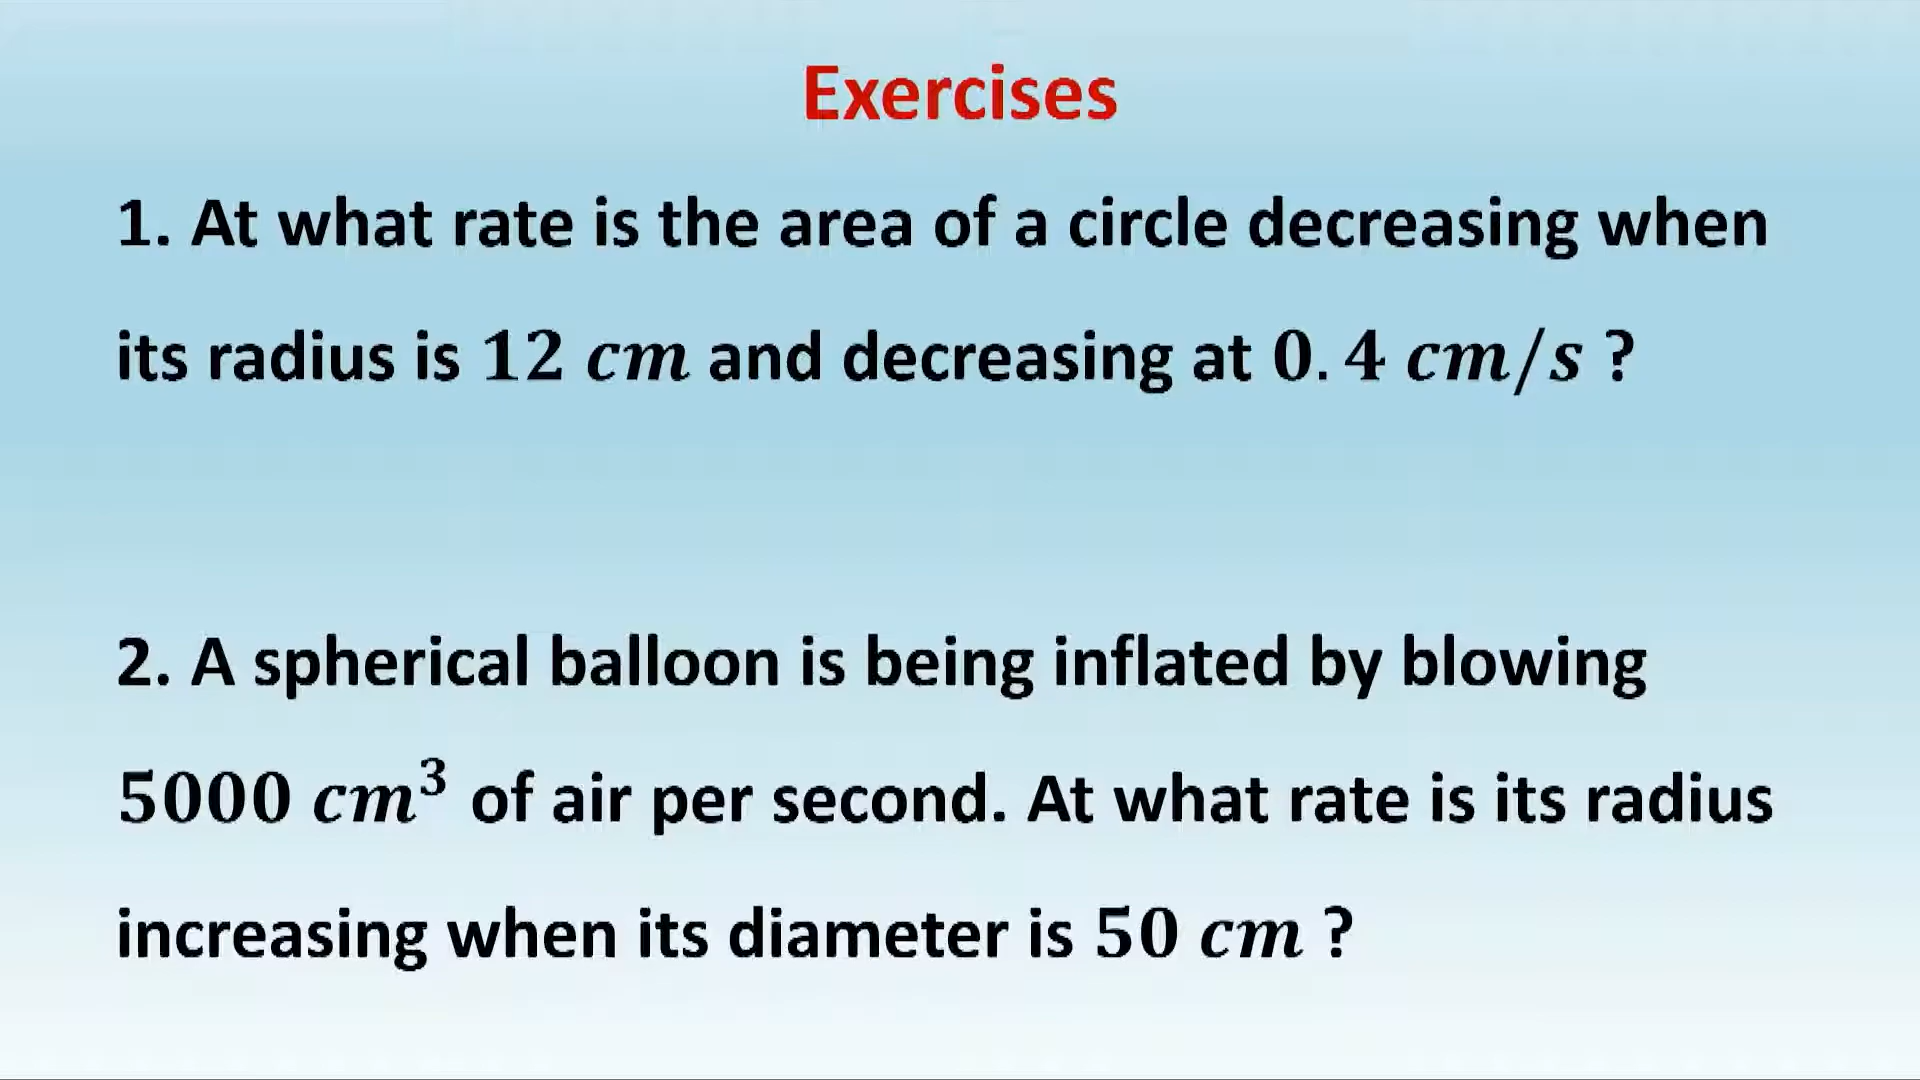 Exercises
1. At what rate is the area of a circle decreasing when
its radius is 12 cm and decreasing at 0.4 cm/s ?
2. A spherical balloon is being inflated by blowing
5000 cm³ of air per second. At what rate is its radius
increasing when its diameter is 50 cm ?